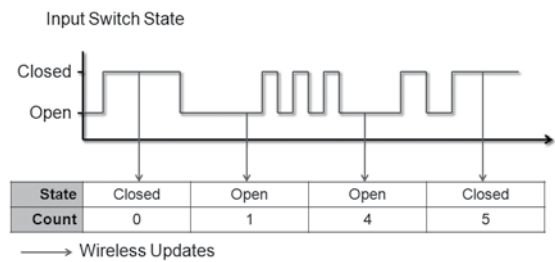 Input Switch State
Closed
Open
State Closed Open Open Closed
Count 0 1 4 5
Wireless Updates